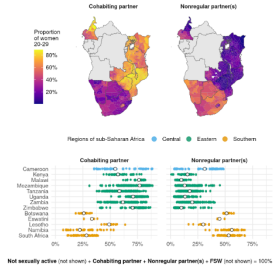 Cohabiting partner
Nonregular partner(s)
Proportion
of women
20-29
80%
60%
40%
20%
Regions of sub-Saharan Africa
Central
Eastern
Southern
Cohabiting partner
Nonregular partner(s)
Cameroon
Kenya
Malawi
Mozambique
Tanzania
Uganda
Zambia
Zimbabwe
Botswana
Eswatini
Lesotho
Namibia
South Africa
0% 25% 50% 75%
0% 25% 50% 75%
Not sexually active (not shown) + Cohabiting partner + Nonregular partner(s) + FSW (not shown) = 100%